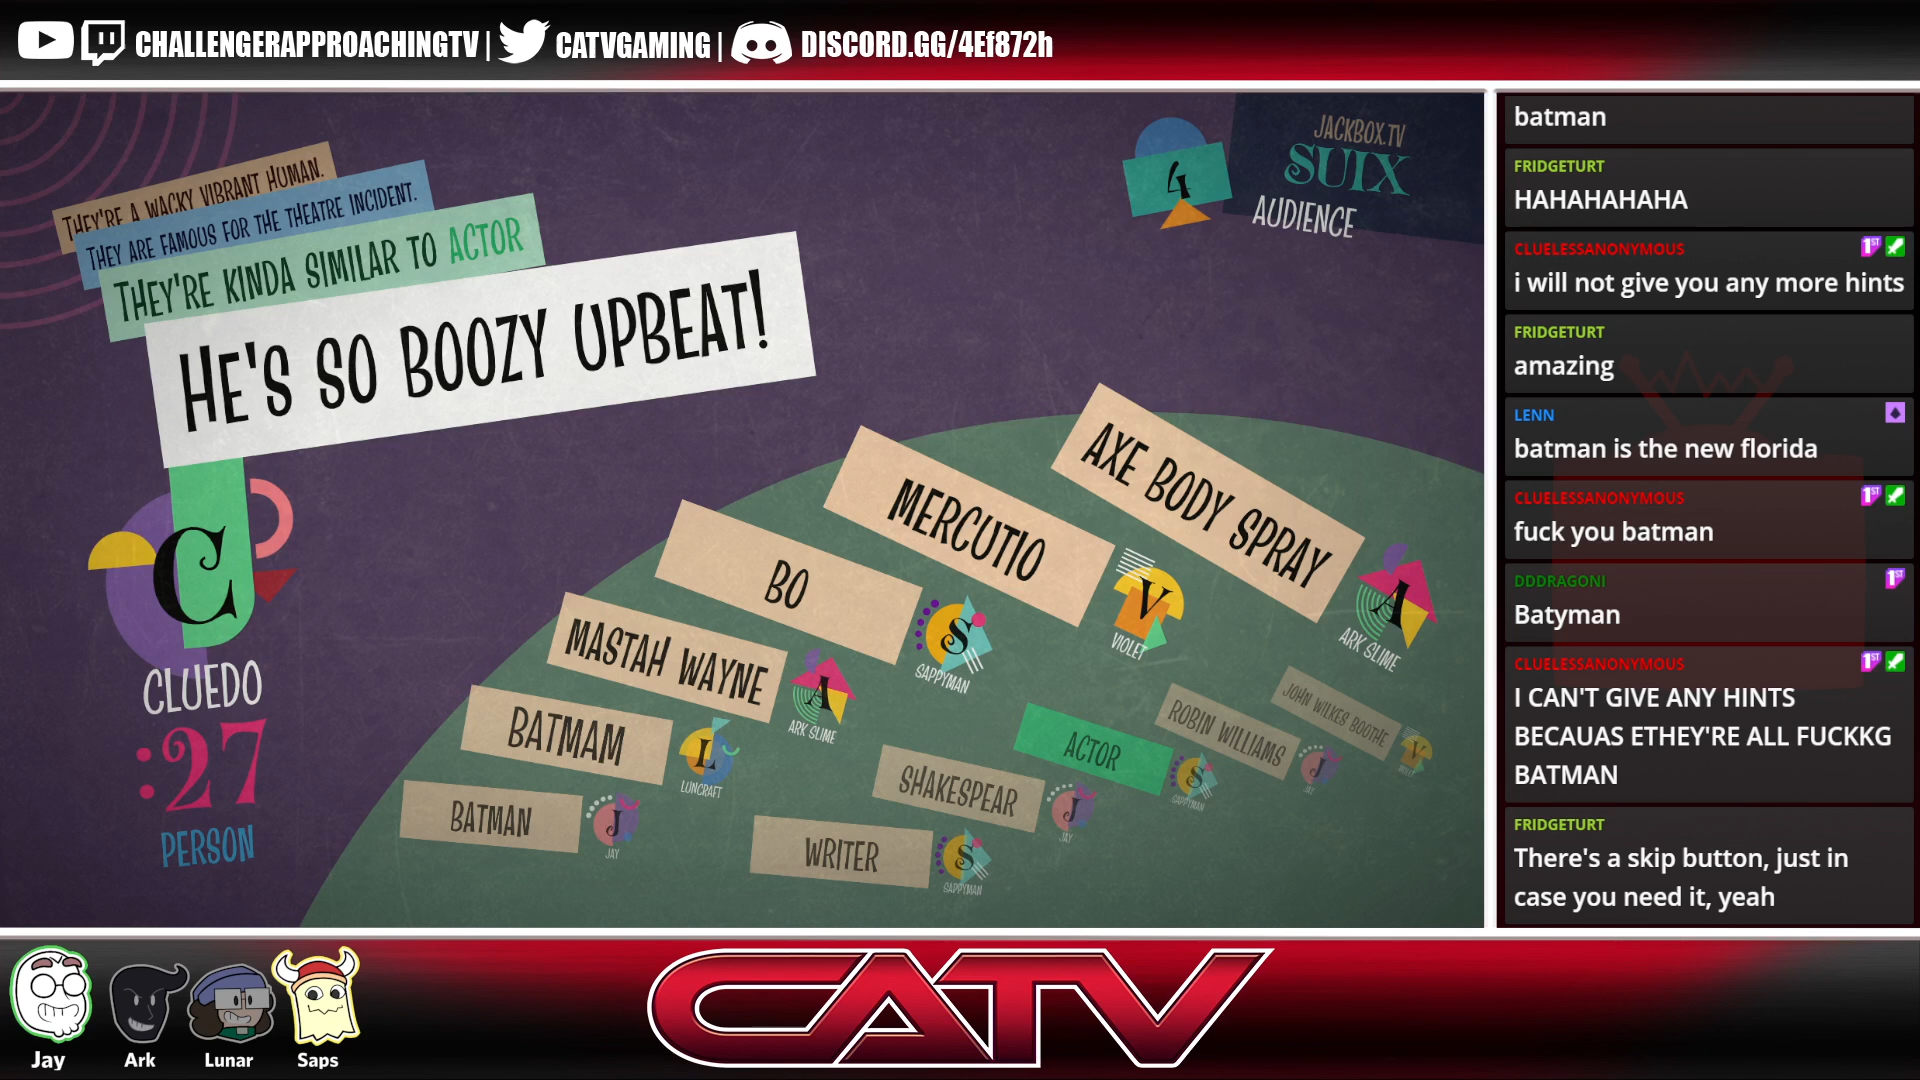 CHALLENGERAPPROACHINGTV | CATVGAMING | DISCORD.GG/4Ef872h
THEY'RE A WACKY VIBRANT HUMAN.
THEY ARE FAMOUS FOR THE THEATRE INCIDENT.
THEY'RE KINDA SIMILAR TO ACTOR
HE'S SO BOOZY UPBEAT!
C
CLUEDO
:27
PERSON
4
JACKBOX.TV
SUIX
AUDIENCE
AXE BODY SPRAY
A
ARK SLIME
MERCUTIO
V
VIOLET
BO
S
SAPPYMAN
MASTAH WAYNE
A
ARK SLIME
BATMAM
L
LUNCRAFT
BATMAN
J
JAY
JOHN WILKES BOOTHE
V
VIOLET
ROBIN WILLIAMS
J
JAY
ACTOR
S
SAPPYMAN
SHAKESPEAR
J
JAY
WRITER
S
SAPPYMAN
batman
FRIDGETURT
HAHAHAHAHA
CLUELESSANONYMOUS 1ST
i will not give you any more hints
FRIDGETURT
amazing
LENN
batman is the new florida
CLUELESSANONYMOUS 1ST
fuck you batman
DDDRAGONI 1ST
Batyman
CLUELESSANONYMOUS 1ST
I CAN'T GIVE ANY HINTS
BECAUAS ETHEY'RE ALL FUCKKG
BATMAN
FRIDGETURT
There's a skip button, just in
case you need it, yeah
Jay
Ark
Lunar
Saps
CATV